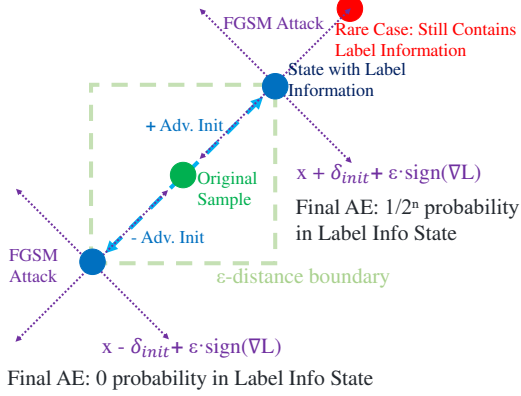 FGSM Attack
Rare Case: Still Contains
Label Information
State with Label
Information
+ Adv. Init
Original
Sample
x + δ_init + ε·sign(∇L)
Final AE: 1/2ⁿ probability
in Label Info State
- Adv. Init
FGSM
Attack
ε-distance boundary
x - δ_init + ε·sign(∇L)
Final AE: 0 probability in Label Info State